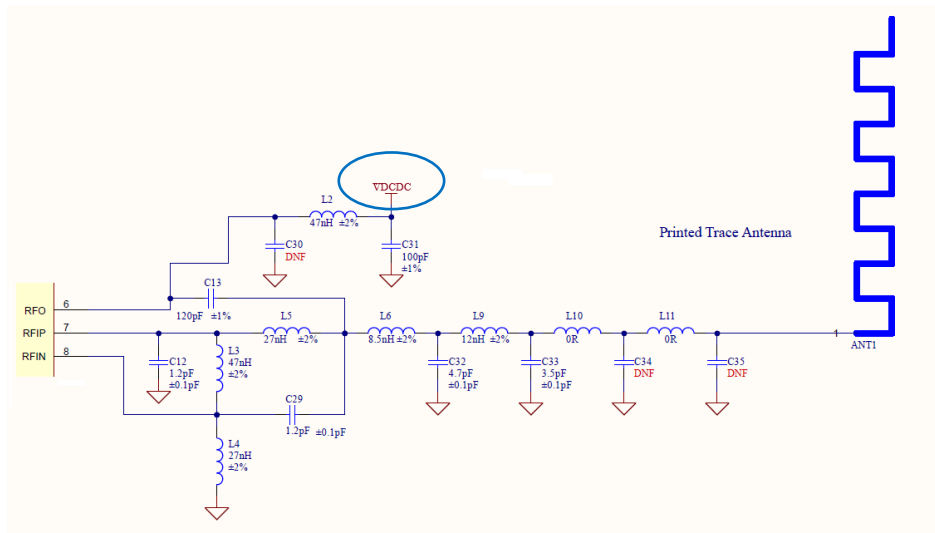 VDCDC
L2
47nH ±2%
C30
DNF
C31
100pF
±1%
Printed Trace Antenna
C13
120pF ±1%
RFO 6
RFIP 7
RFIN 8
L5
27nH ±2%
L6
8.5nH ±2%
L9
12nH ±2%
L10
0R
L11
0R
1
ANT1
C12
1.2pF
±0.1pF
L3
47nH
±2%
C32
4.7pF
±0.1pF
C33
3.5pF
±0.1pF
C34
DNF
C35
DNF
C29
1.2pF ±0.1pF
L4
27nH
±2%